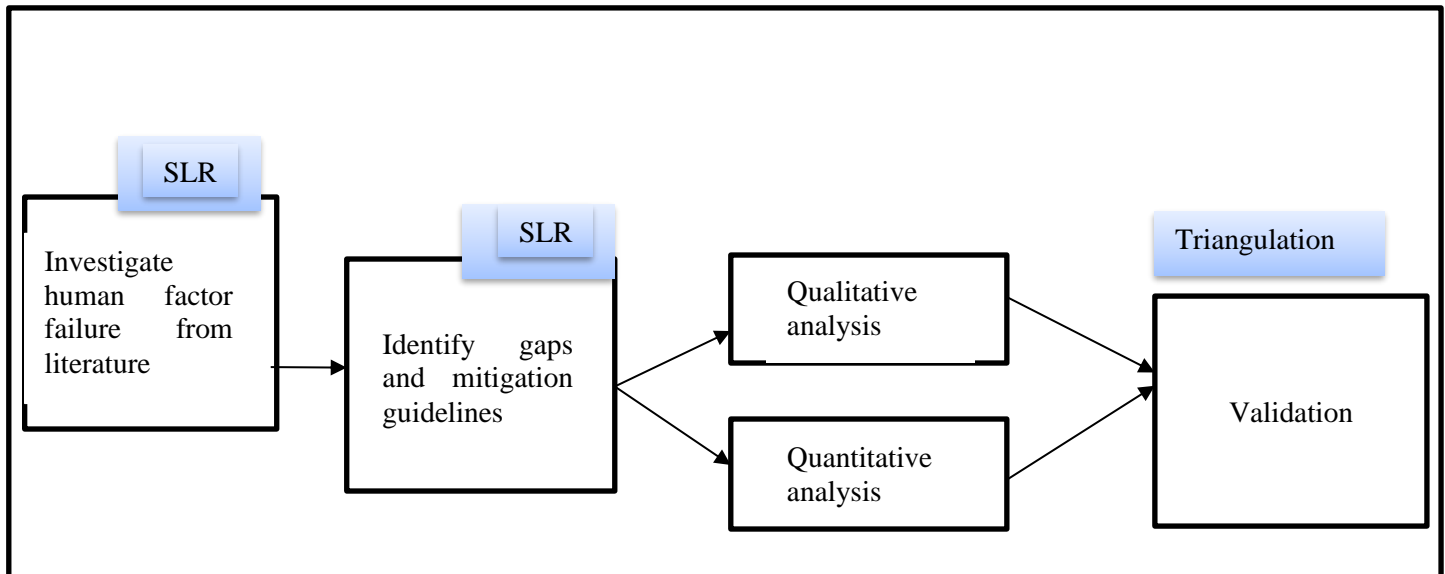 SLR
Investigate
human factor
failure from
literature
SLR
Identify gaps
and mitigation
guidelines
Qualitative
analysis
Quantitative
analysis
Triangulation
Validation